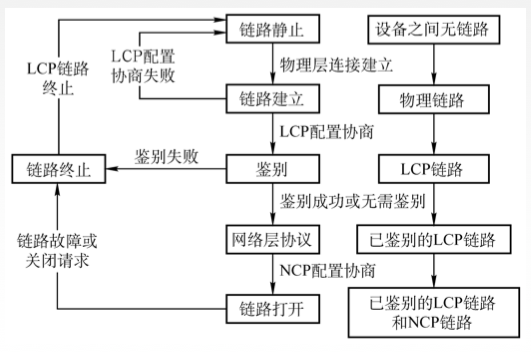 链路静止
设备之间无链路
LCP配置
协商失败
LCP链路
终止
物理层连接建立
链路建立
物理链路
LCP配置协商
鉴别失败
链路终止
鉴别
LCP链路
鉴别成功或无需鉴别
链路故障或
关闭请求
网络层协议
已鉴别的LCP链路
NCP配置协商
链路打开
已鉴别的LCP链路
和NCP链路